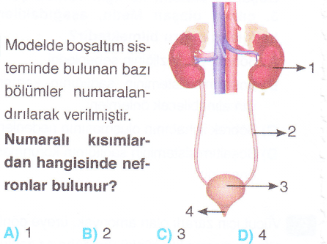 Modelde boşaltım sis-
teminde bulunan bazı
bölümler numaralan-
dırılarak verilmiştir.
Numaralı kısımlar-
dan hangisinde nef-
ronlar bulunur?
1
2
3
4
A) 1 B) 2 C) 3 D) 4